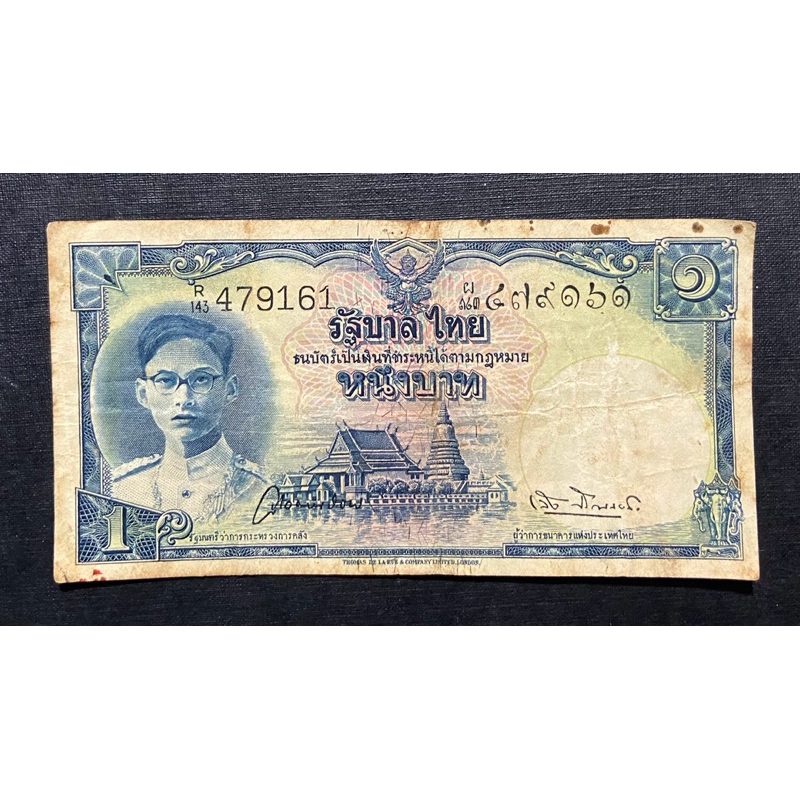 R/143 479161 ผ/๑๔๓ ๔๗๙๑๖๑
๑
รัฐบาลไทย
ธนบัตร์เป็นเงินที่ชำระหนี้ได้ตามกฎหมาย
หนึ่งบาท
1
รัฐมนตรีว่าการกระทรวงการคลัง
ผู้ว่าการธนาคารแห่งประเทศไทย
THOMAS DE LA RUE & COMPANY LIMITED, LONDON.